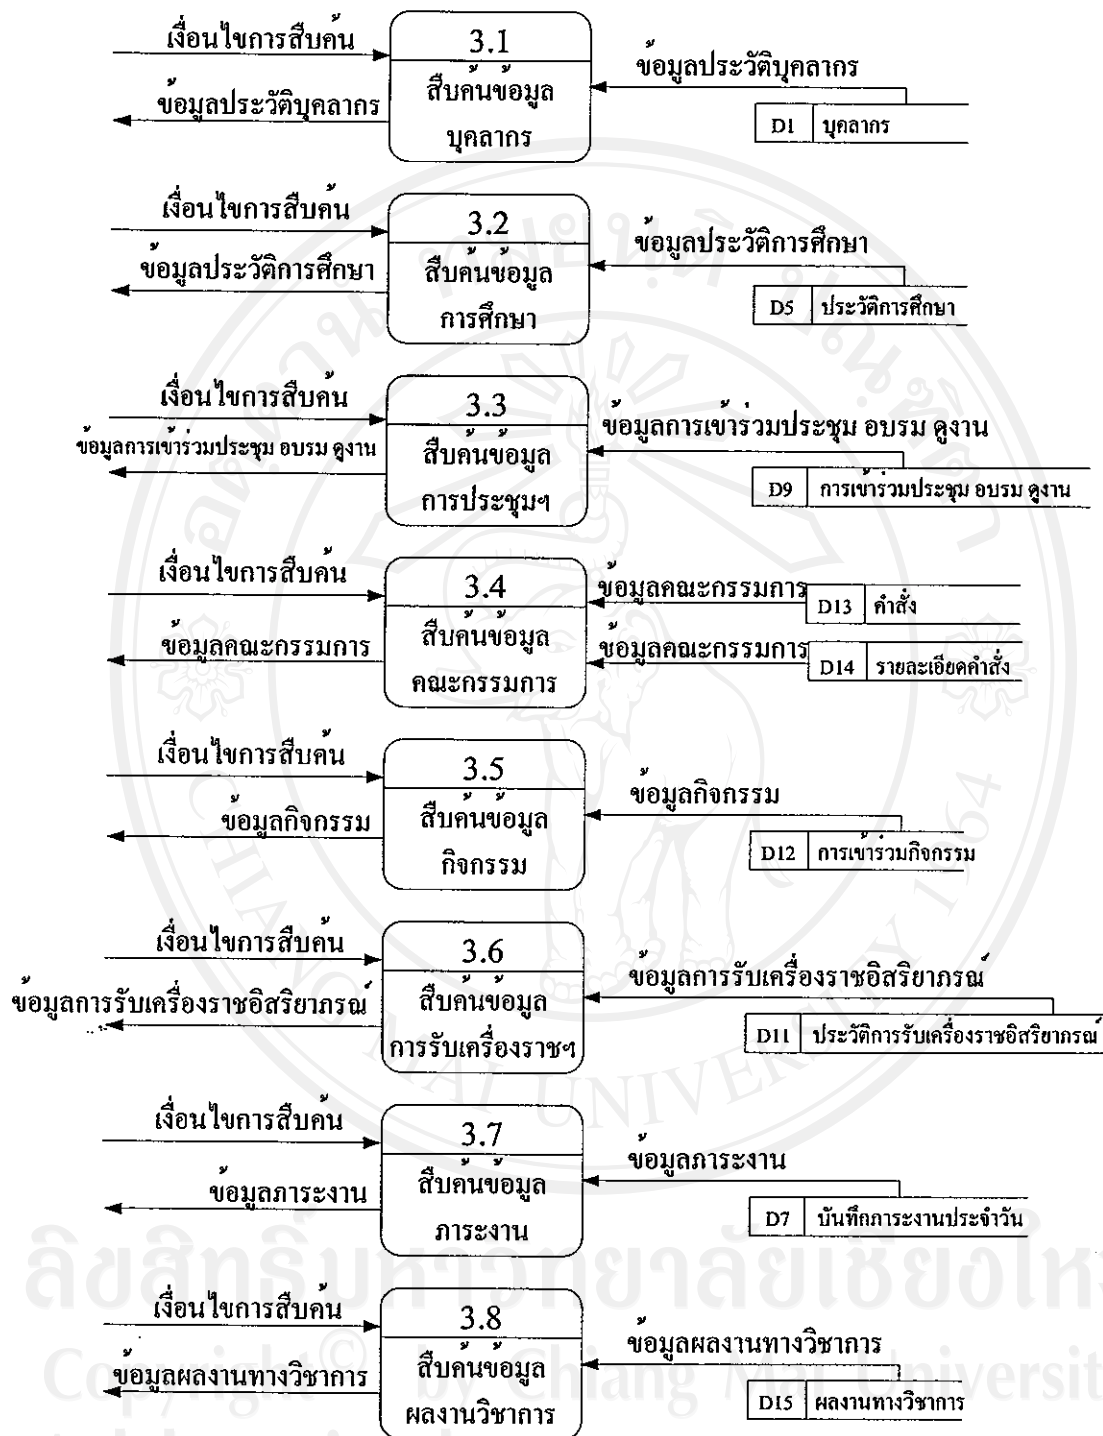 เงื่อนไขการสืบค้น
3.1
ข้อมูลประวัติบุคลากร
สืบค้นข้อมูล
บุคลากร
ข้อมูลประวัติบุคลากร
D1 บุคลากร
เงื่อนไขการสืบค้น
3.2
ข้อมูลประวัติการศึกษา
สืบค้นข้อมูล
การศึกษา
ข้อมูลประวัติการศึกษา
D5 ประวัติการศึกษา
เงื่อนไขการสืบค้น
3.3
ข้อมูลการเข้าร่วมประชุม อบรม ดูงาน
สืบค้นข้อมูล
การประชุมฯ
ข้อมูลการเข้าร่วมประชุม อบรม ดูงาน
D9 การเข้าร่วมประชุม อบรม ดูงาน
เงื่อนไขการสืบค้น
3.4
ข้อมูลคณะกรรมการ
สืบค้นข้อมูล
คณะกรรมการ
ข้อมูลคณะกรรมการ
D13 คำสั่ง
ข้อมูลคณะกรรมการ
D14 รายละเอียดคำสั่ง
เงื่อนไขการสืบค้น
3.5
ข้อมูลกิจกรรม
สืบค้นข้อมูล
กิจกรรม
ข้อมูลกิจกรรม
D12 การเข้าร่วมกิจกรรม
เงื่อนไขการสืบค้น
3.6
ข้อมูลการรับเครื่องราชอิสริยาภรณ์
สืบค้นข้อมูล
การรับเครื่องราชฯ
ข้อมูลการรับเครื่องราชอิสริยาภรณ์
D11 ประวัติการรับเครื่องราชอิสริยาภรณ์
เงื่อนไขการสืบค้น
3.7
ข้อมูลภาระงาน
สืบค้นข้อมูล
ภาระงาน
ข้อมูลภาระงาน
D7 บันทึกภาระงานประจำวัน
เงื่อนไขการสืบค้น
3.8
ข้อมูลผลงานทางวิชาการ
สืบค้นข้อมูล
ผลงานวิชาการ
ข้อมูลผลงานทางวิชาการ
D15 ผลงานทางวิชาการ
CHIANG MAI UNIVERSITY 1964
ลิขสิทธิ์มหาวิทยาลัยเชียงให
Copyright © by Chiang Mai Universit